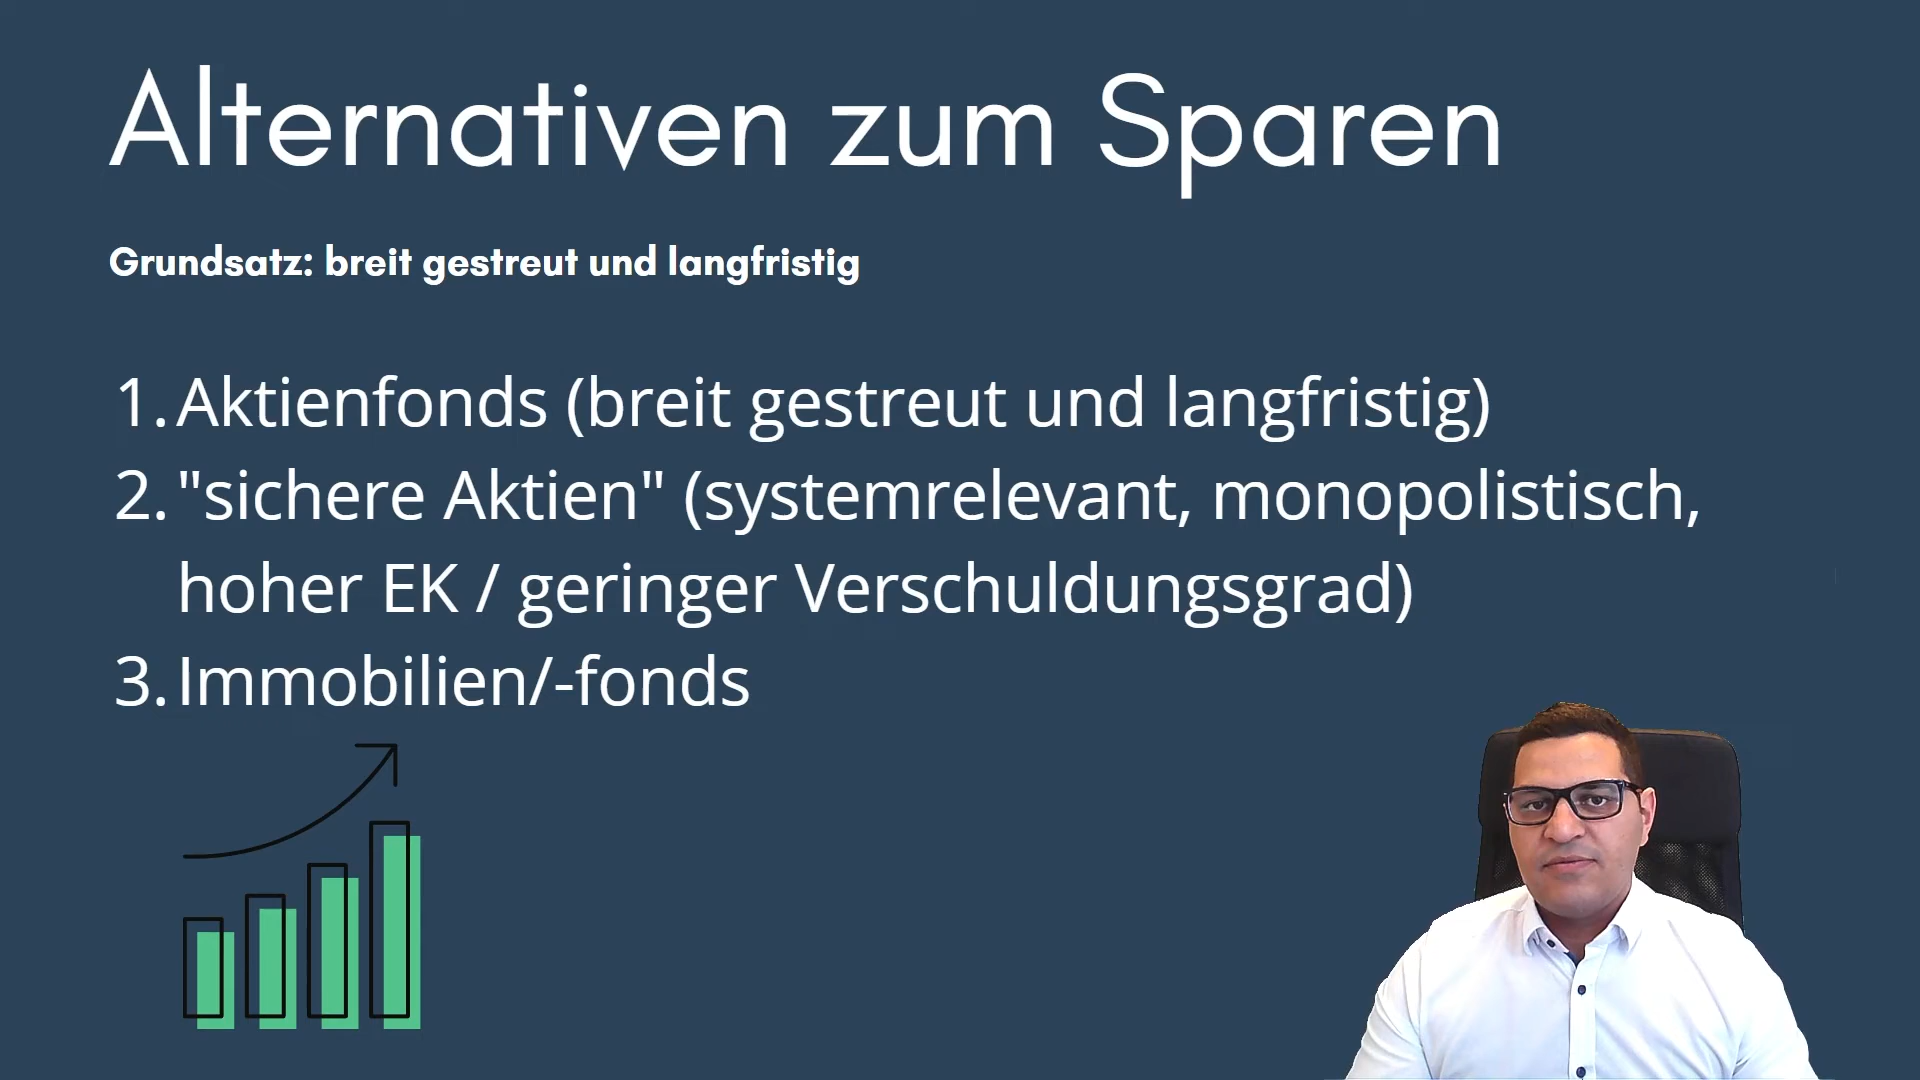 Alternativen zum Sparen
Grundsatz: breit gestreut und langfristig
1. Aktienfonds (breit gestreut und langfristig)
2. "sichere Aktien" (systemrelevant, monopolistisch,
hoher EK / geringer Verschuldungsgrad)
3. Immobilien/-fonds